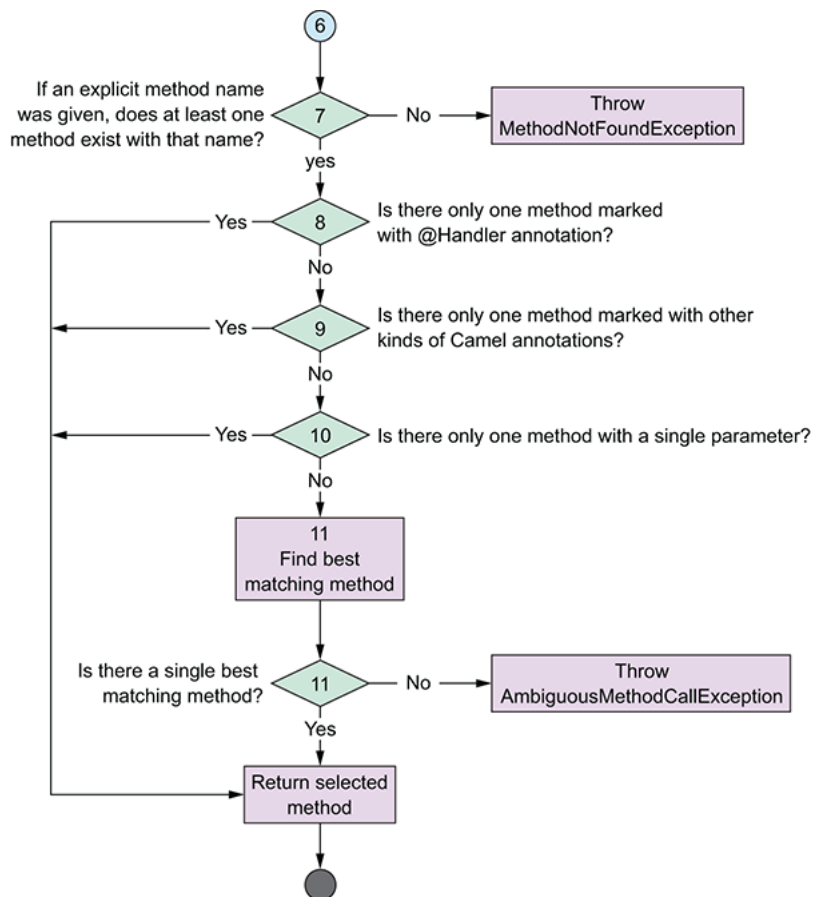 6
If an explicit method name
was given, does at least one
method exist with that name?
7
No
Throw
MethodNotFoundException
yes
Yes
8
Is there only one method marked
with @Handler annotation?
No
Yes
9
Is there only one method marked with other
kinds of Camel annotations?
No
Yes
10
Is there only one method with a single parameter?
No
11
Find best
matching method
Is there a single best
matching method?
11
No
Throw
AmbiguousMethodCallException
Yes
Return selected
method